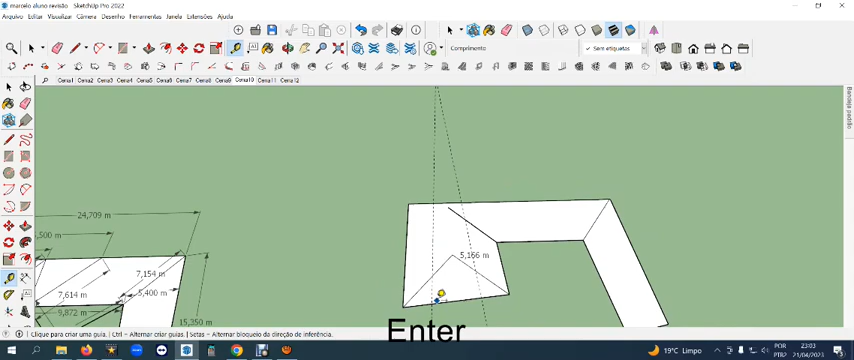 marcelo aluno revisão - SketchUp Pro 2022
Arquivo Editar Visualizar Câmera Desenho Ferramentas Janela Extensões Ajuda
Comprimento
Sem etiquetas
Cena1 Cena2 Cena3 Cena4 Cena5 Cena6 Cena7 Cena8 Cena9 Cena10 Cena11 Cena12
Bandeja padrão
24,709 m
,500 m
5,166 m
7,154 m
7,614 m
5,400 m
9,872 m
15,350 m
Enter
Clique para criar uma guia. | Ctrl = Alternar criar guias. | Setas = Alternar bloqueio de direção de inferência.
19°C Limpo
POR
PTB2
23:03
21/04/2023